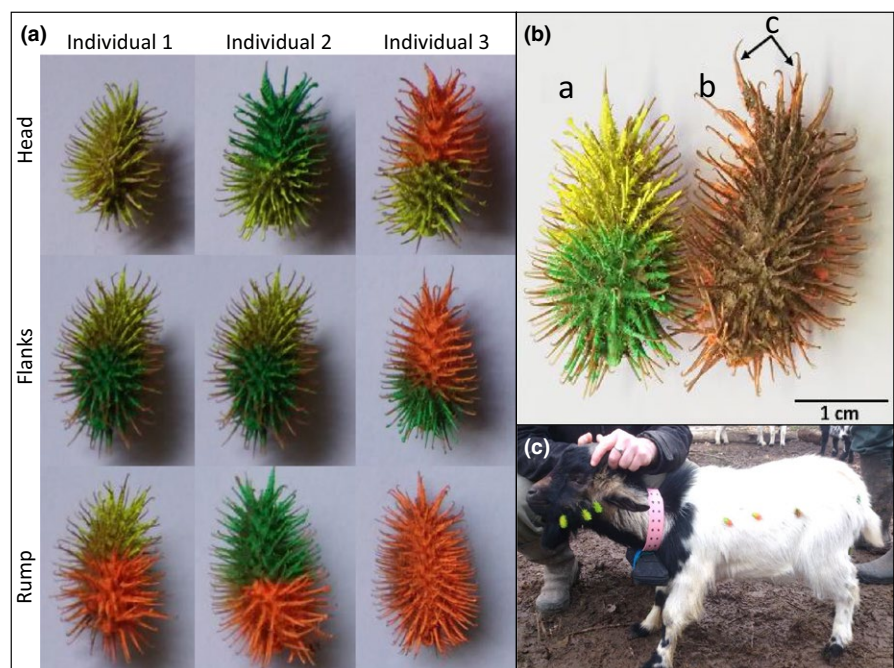 (a)
Individual 1 Individual 2 Individual 3
Head
Flanks
Rump
(b)
a b c
1 cm
(c)